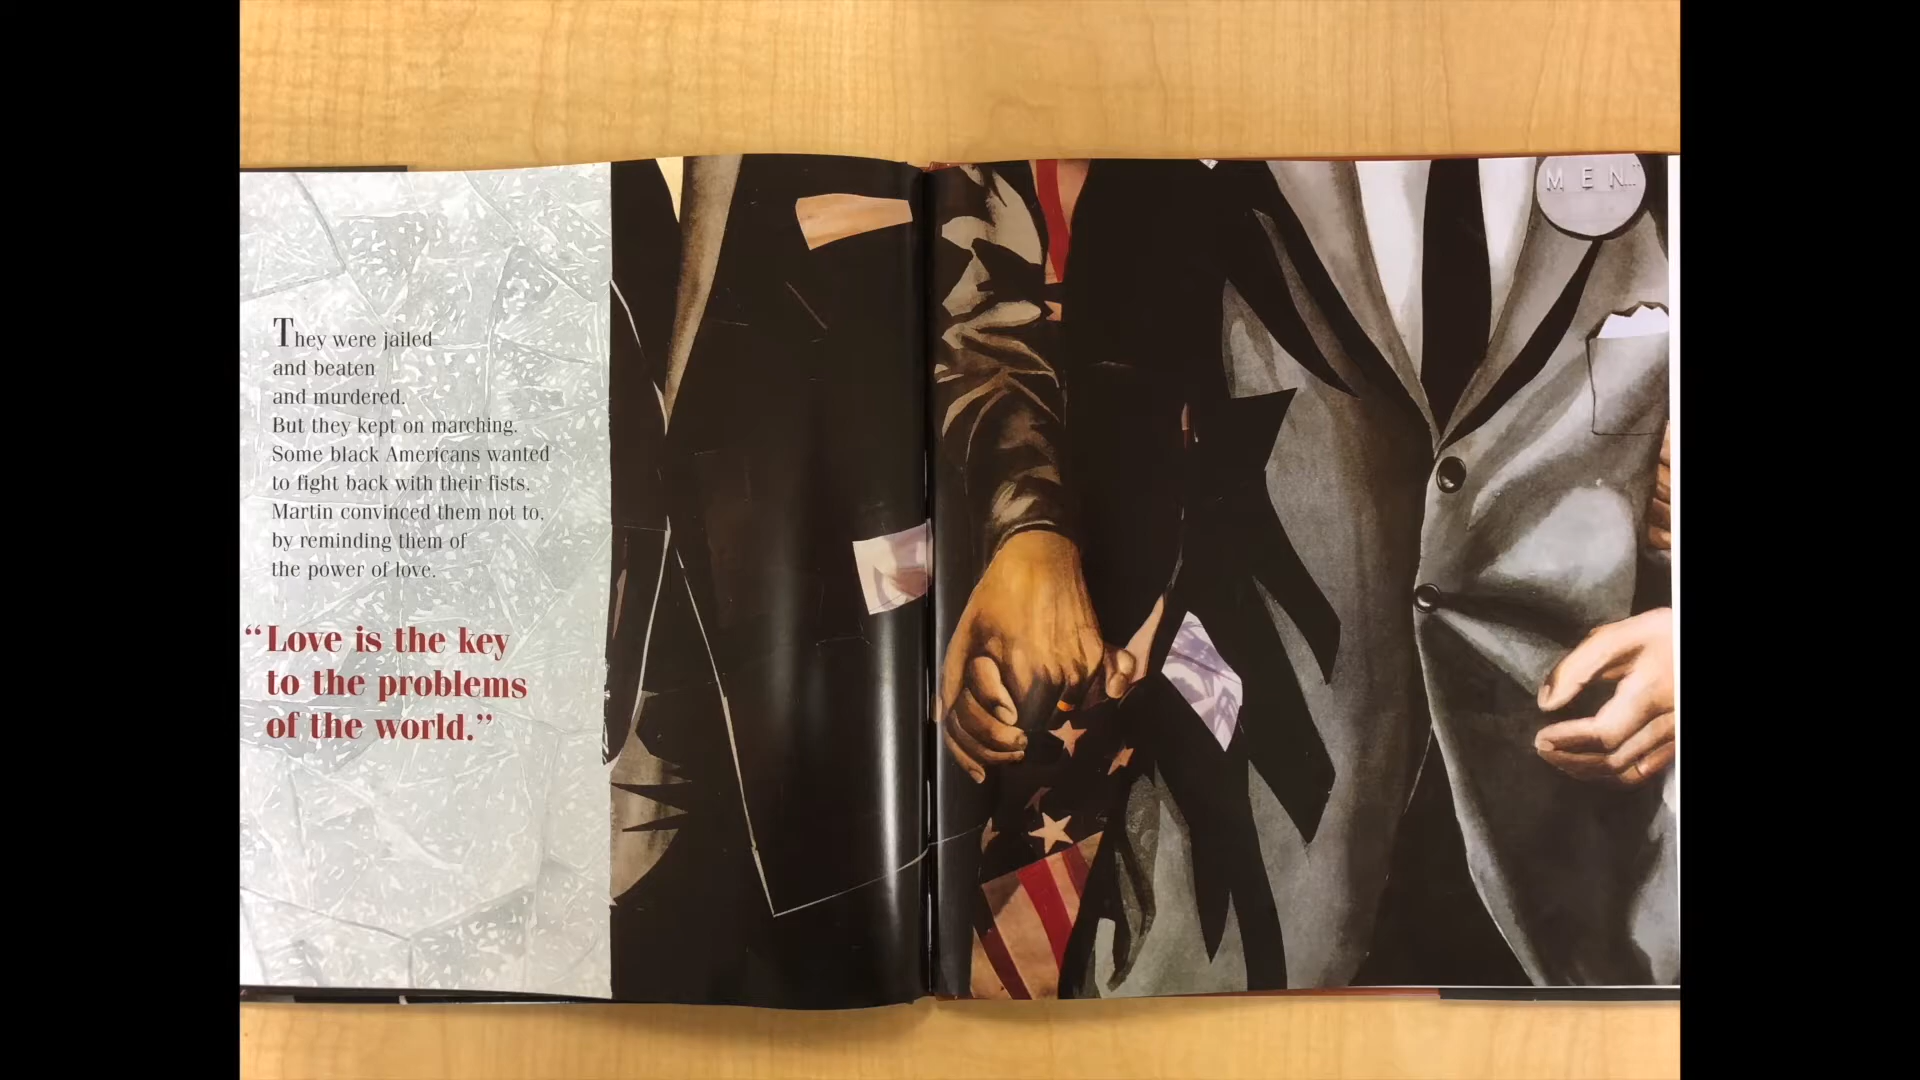 They were jailed
and beaten
and murdered.
But they kept on marching.
Some black Americans wanted
to fight back with their fists.
Martin convinced them not to,
by reminding them of
the power of love.
“Love is the key
to the problems
of the world.”
MEN...